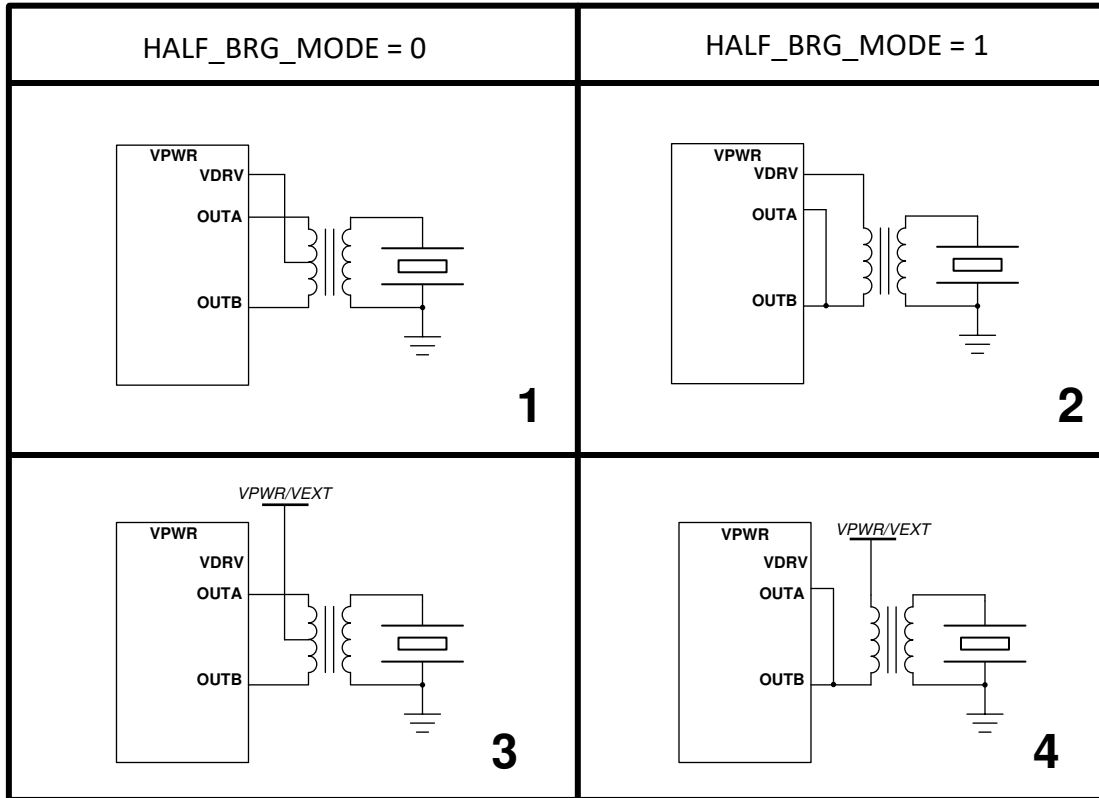 HALF_BRG_MODE = 0
HALF_BRG_MODE = 1
VPWR
VDRV
OUTA
OUTB
1
VPWR
VDRV
OUTA
OUTB
2
VPWR/VEXT
VPWR
VDRV
OUTA
OUTB
3
VPWR/VEXT
VPWR
VDRV
OUTA
OUTB
4